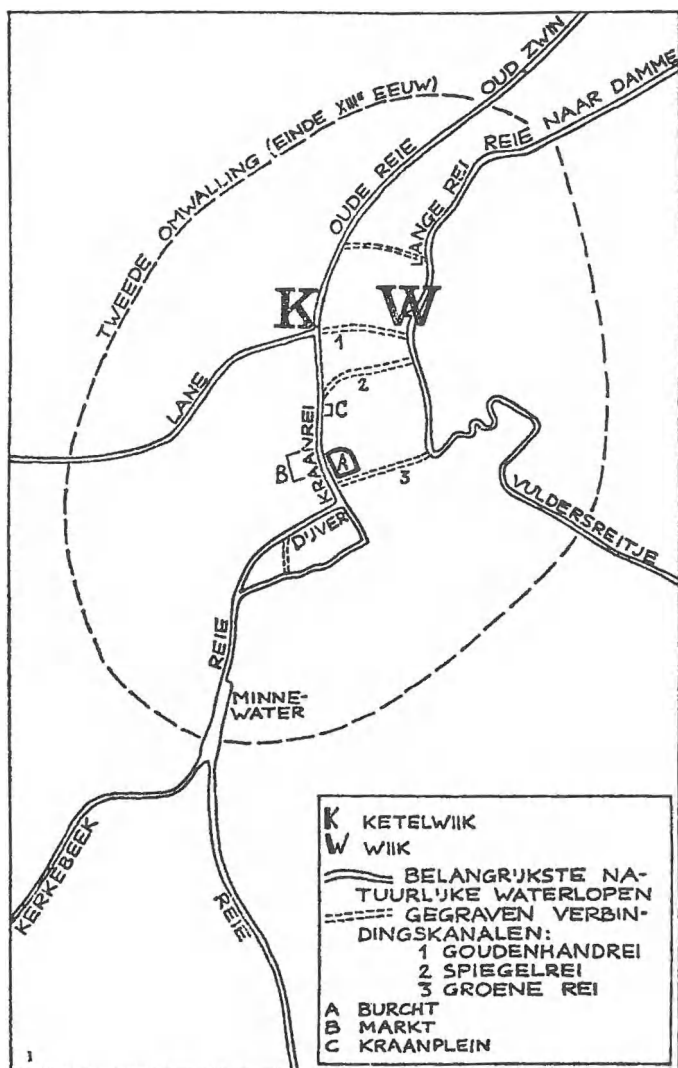 OUD ZWIN
REIE NAAR DAMME
TWEEDE OMWALLING (EINDE XIIIe EEUW)
OUDE REIE
LANGE REI
K
W
1
LANE
2
C
KRAANREI
B
A
3
VULDERSREITJE
DIJVER
REIE
MINNE-
WATER
KERKEBEEK
REIE
K KETELWIJK
W WIJK
BELANGRIJKSTE NA-
TUURLIJKE WATERLOPEN
GEGRAVEN VERBIN-
DINGSKANALEN:
1 GOUDENHANDREI
2 SPIEGELREI
3 GROENE REI
A BURCHT
B MARKT
C KRAANPLEIN
1